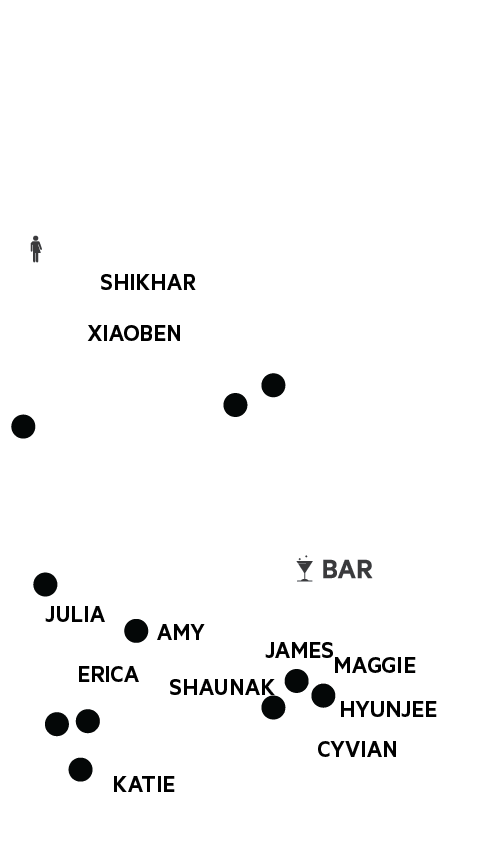 SHIKHAR
XIAOBEN
BAR
JULIA
AMY
JAMES
MAGGIE
ERICA
SHAUNAK
HYUNJEE
CYVIAN
KATIE